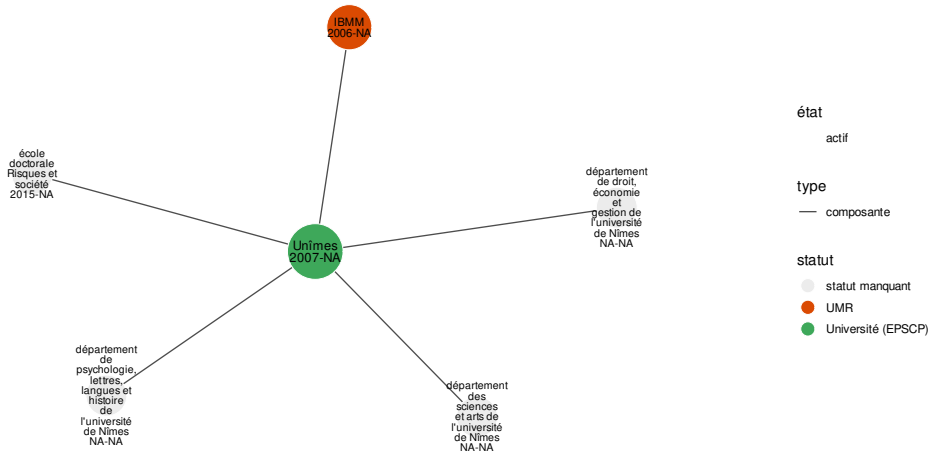 IBMM
2006-NA
école
doctorale
Risques et
société
2015-NA
département
de droit,
économie
et
gestion de
l'université
de Nîmes
NA-NA
Unîmes
2007-NA
département
de
psychologie,
lettres,
langues et
histoire
de
l'université
de Nîmes
NA-NA
département
des
sciences
et arts de
l'université
de Nîmes
NA-NA
état
actif
type
composante
statut
statut manquant
UMR
Université (EPSCP)